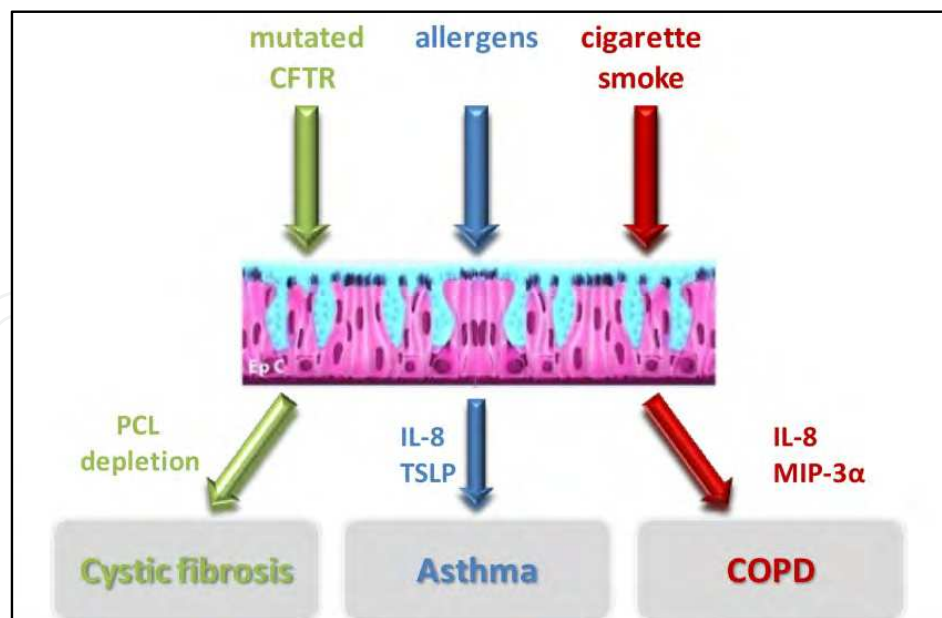 mutated
CFTR
allergens
cigarette
smoke
Ep C
PCL
depletion
IL-8
TSLP
IL-8
MIP-3α
Cystic fibrosis
Asthma
COPD